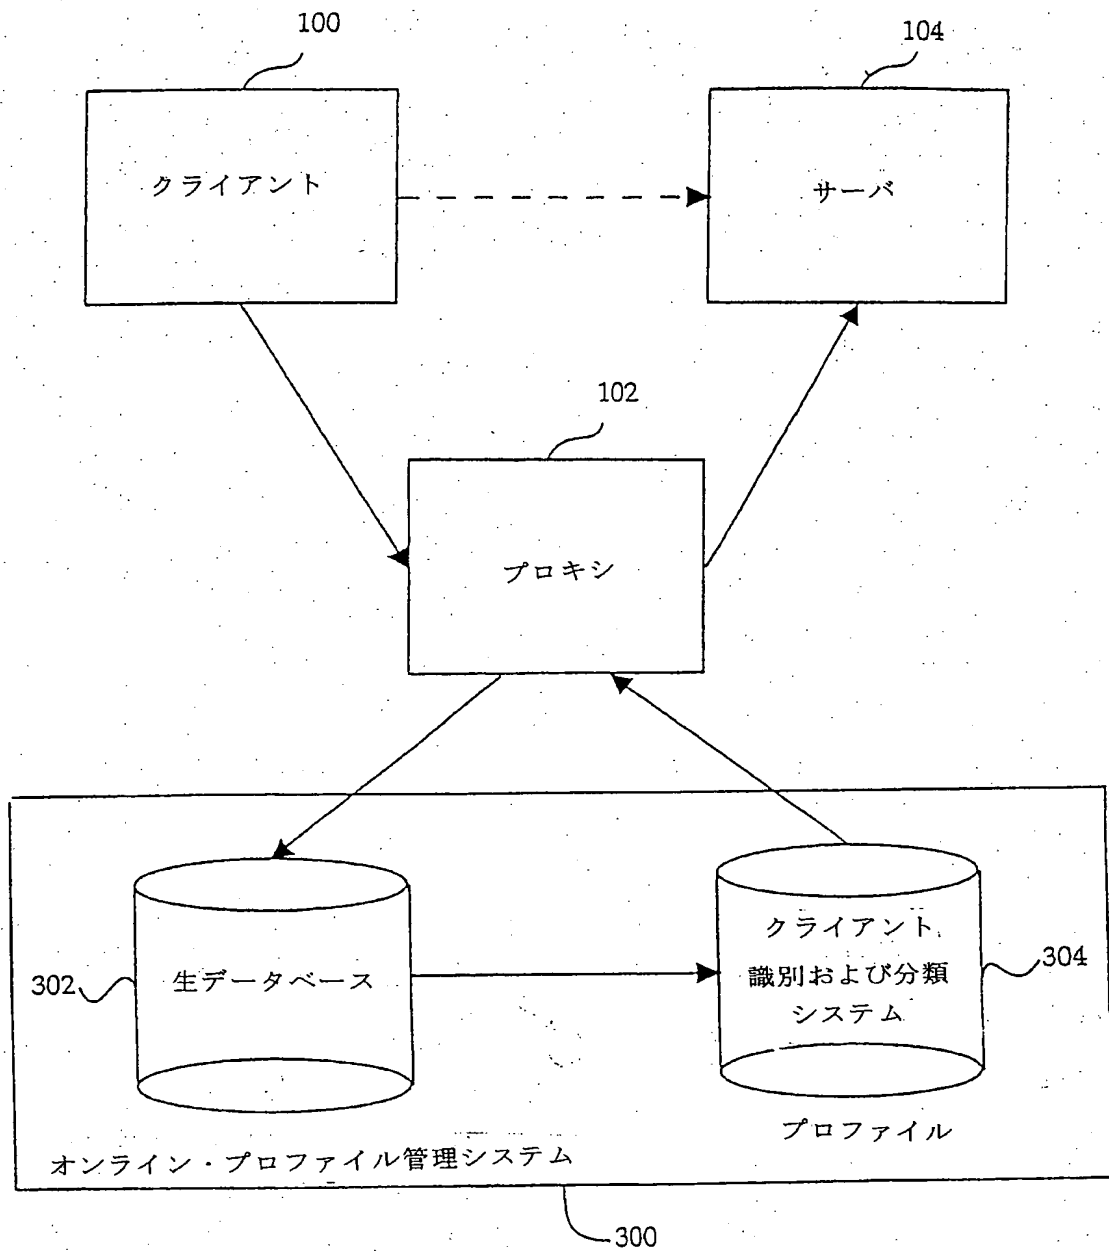 100
104
クライアント
サーバ
102
プロキシ
302
生データベース
クライアント
識別および分類
システム
304
プロファイル
オンライン・プロファイル管理システム
300